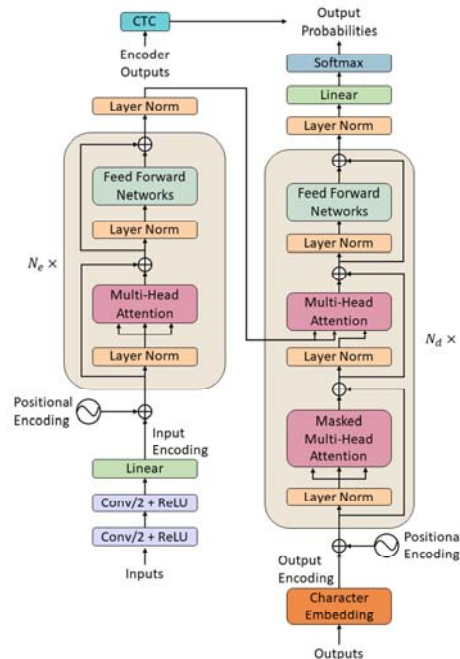 CTC
Encoder
Outputs
Layer Norm
Feed Forward
Networks
Layer Norm
Multi-Head
Attention
Layer Norm
N_e ×
Positional
Encoding
Input
Encoding
Linear
Conv/2 + ReLU
Conv/2 + ReLU
Inputs
Output
Probabilities
Softmax
Linear
Layer Norm
Feed Forward
Networks
Layer Norm
Multi-Head
Attention
Layer Norm
N_d ×
Masked
Multi-Head
Attention
Layer Norm
Positional
Encoding
Output
Encoding
Character
Embedding
Outputs